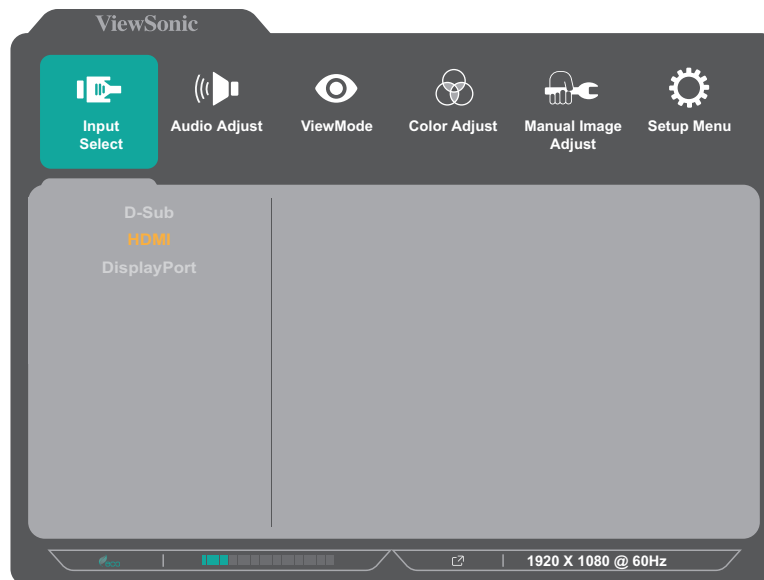 ViewSonic
Input Select
Audio Adjust
ViewMode
Color Adjust
Manual Image Adjust
Setup Menu
D-Sub
HDMI
DisplayPort
eco
1920 X 1080 @ 60Hz